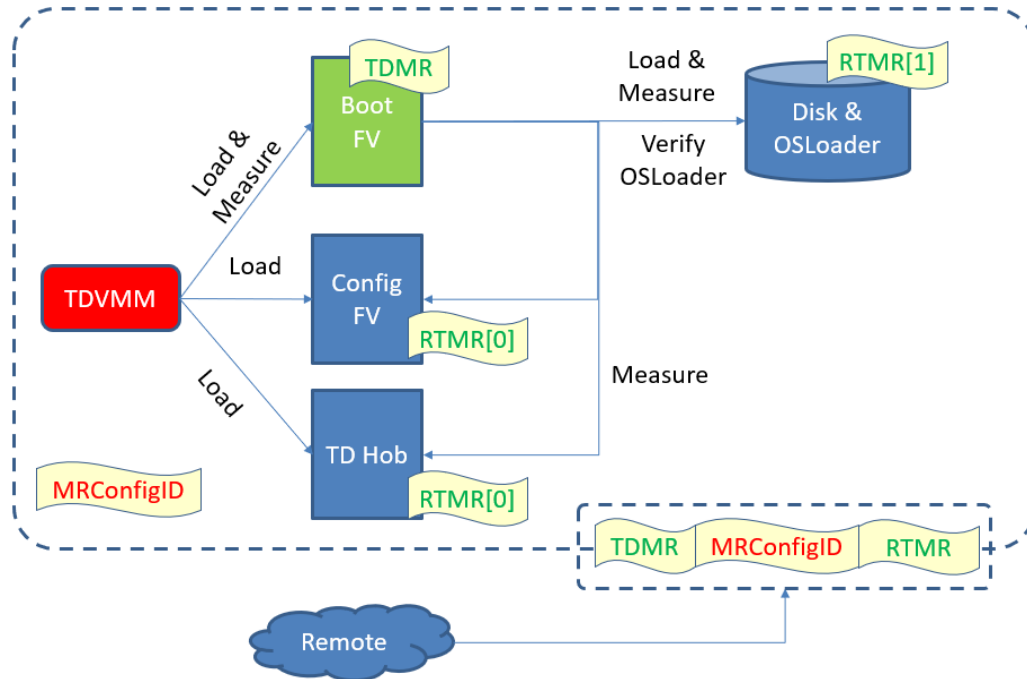 TDMR
Boot
FV
Load &
Measure
Load &
Measure
Verify
OSLoader
RTMR[1]
Disk &
OSLoader
TDVMM
Load
Config
FV
RTMR[0]
Measure
Load
TD Hob
RTMR[0]
MRConfigID
TDMR
MRConfigID
RTMR
Remote